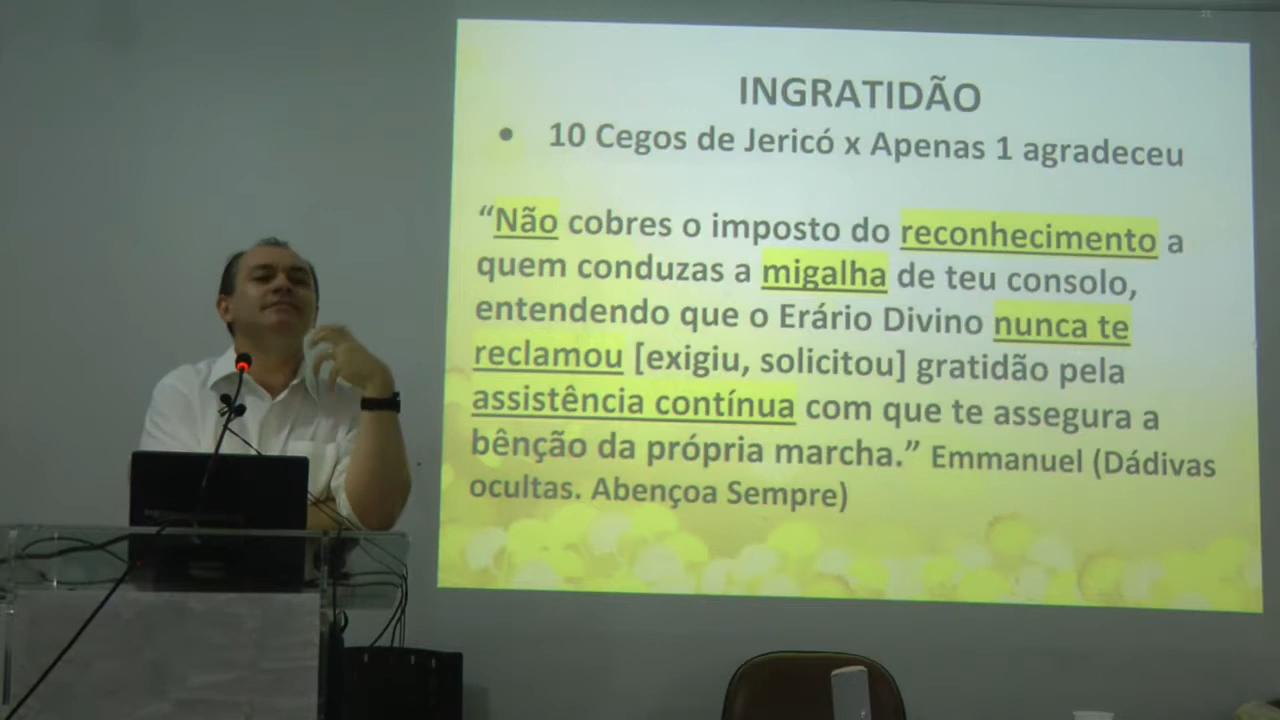 INGRATIDÃO
• 10 Cegos de Jericó x Apenas 1 agradeceu
“Não cobres o imposto do reconhecimento a
quem conduzas a migalha de teu consolo,
entendendo que o Erário Divino nunca te
reclamou [exigiu, solicitou] gratidão pela
assistência contínua com que te assegura a
bênção da própria marcha.” Emmanuel (Dádivas
ocultas. Abençoa Sempre)